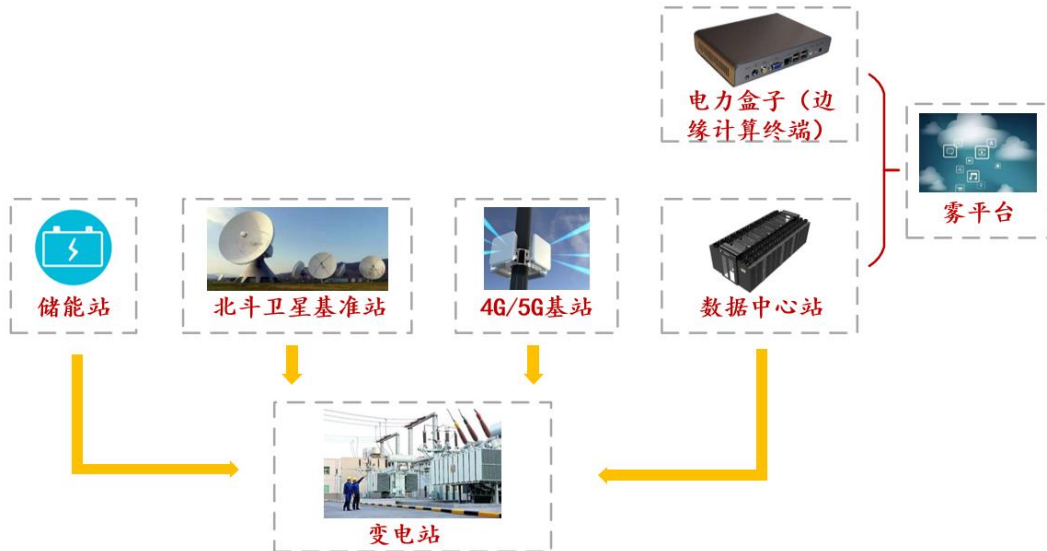 电力盒子（边
缘计算终端）
雾平台
储能站
北斗卫星基准站
4G/5G基站
数据中心站
变电站